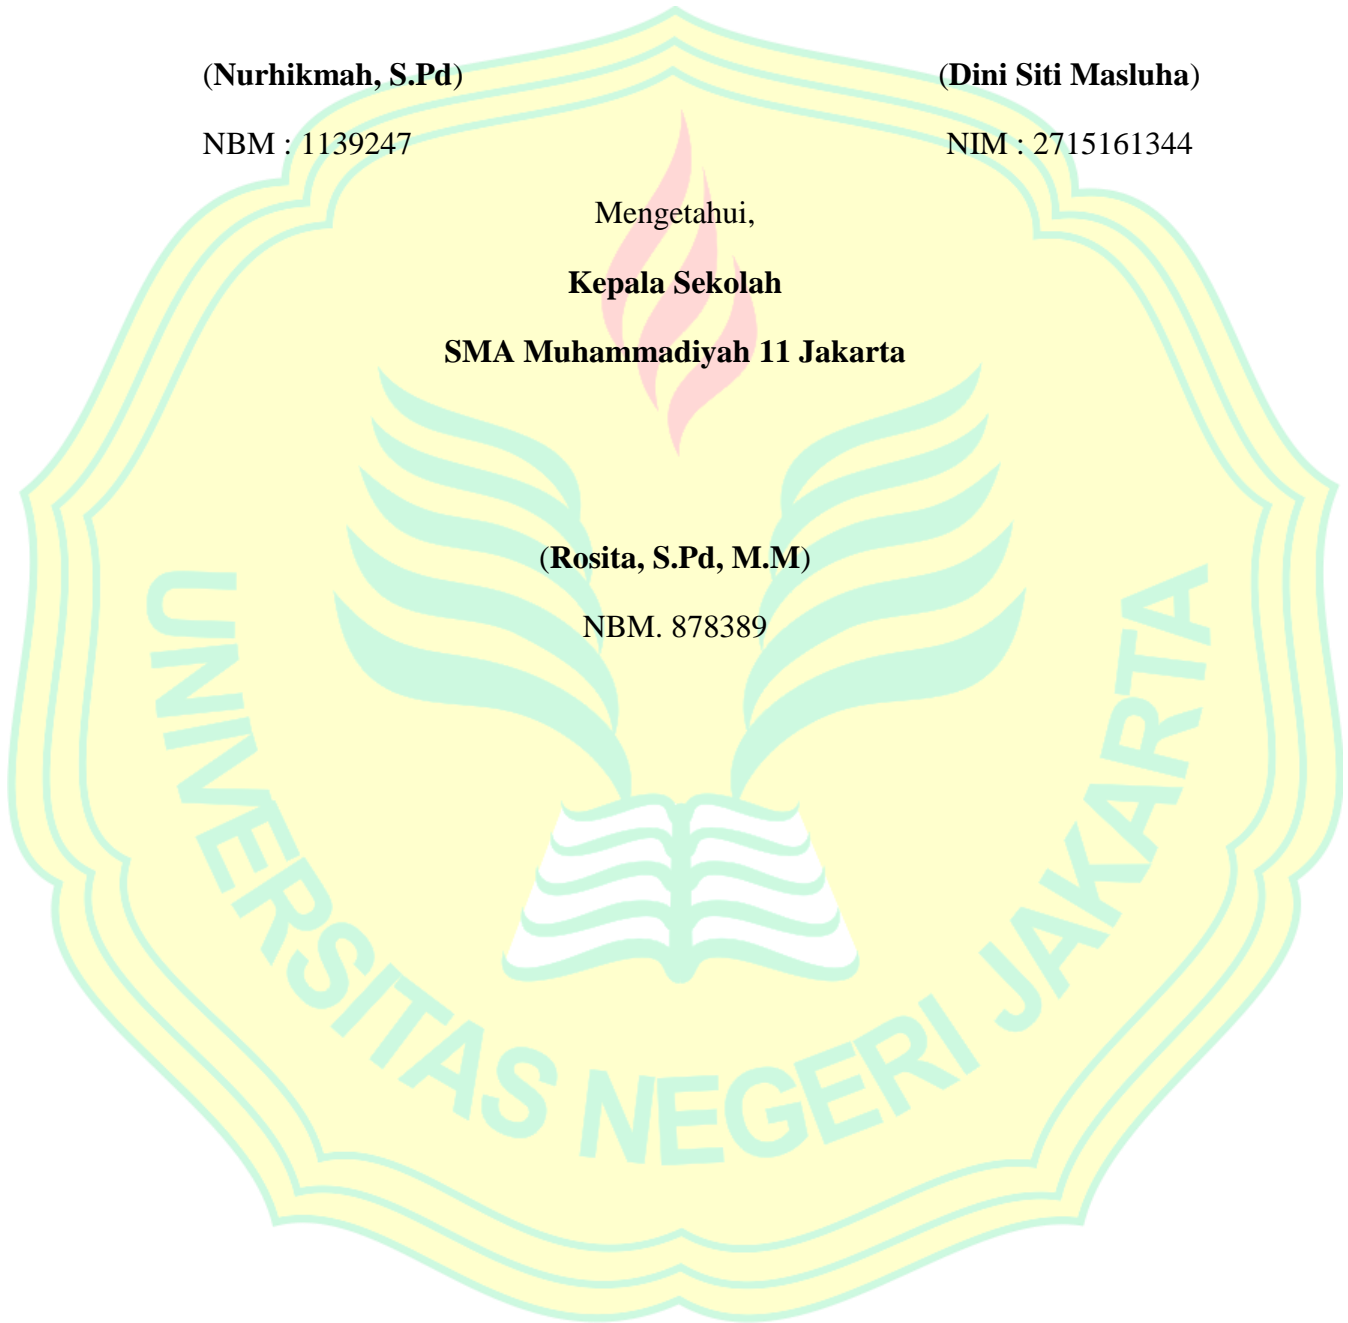 (Nurhikmah, S.Pd) (Dini Siti Masluha)
NBM : 1139247 NIM : 2715161344
Mengetahui,
Kepala Sekolah
SMA Muhammadiyah 11 Jakarta
(Rosita, S.Pd, M.M)
NBM. 878389
UNIVERSITAS NEGERI JAKARTA